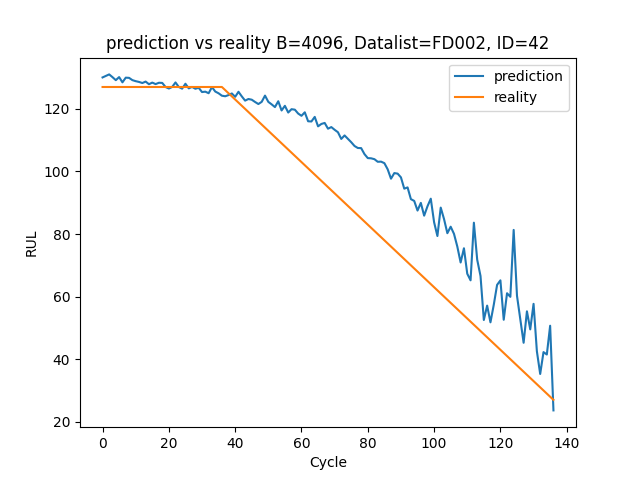 prediction vs reality B=4096, Datalist=FD002, ID=42
prediction
reality
RUL
120
100
80
60
40
20
0 20 40 60 80 100 120 140
Cycle